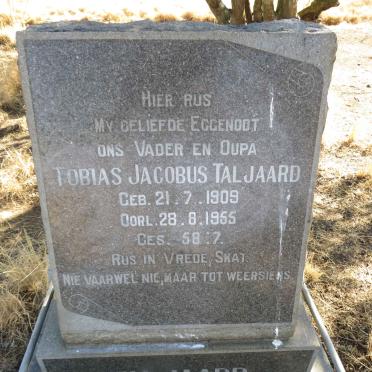 HIER RUS
MY GELIEFDE EGGENOOT
ONS VADER EN OUPA
TOBIAS JACOBUS TALJAARD
GEB. 21.7.1909
OORL. 28.8.1965
GES. 58:7.
RUS IN VREDE, SKAT.
NIE VAARWEL NIE, MAAR TOT WEERSIENS.